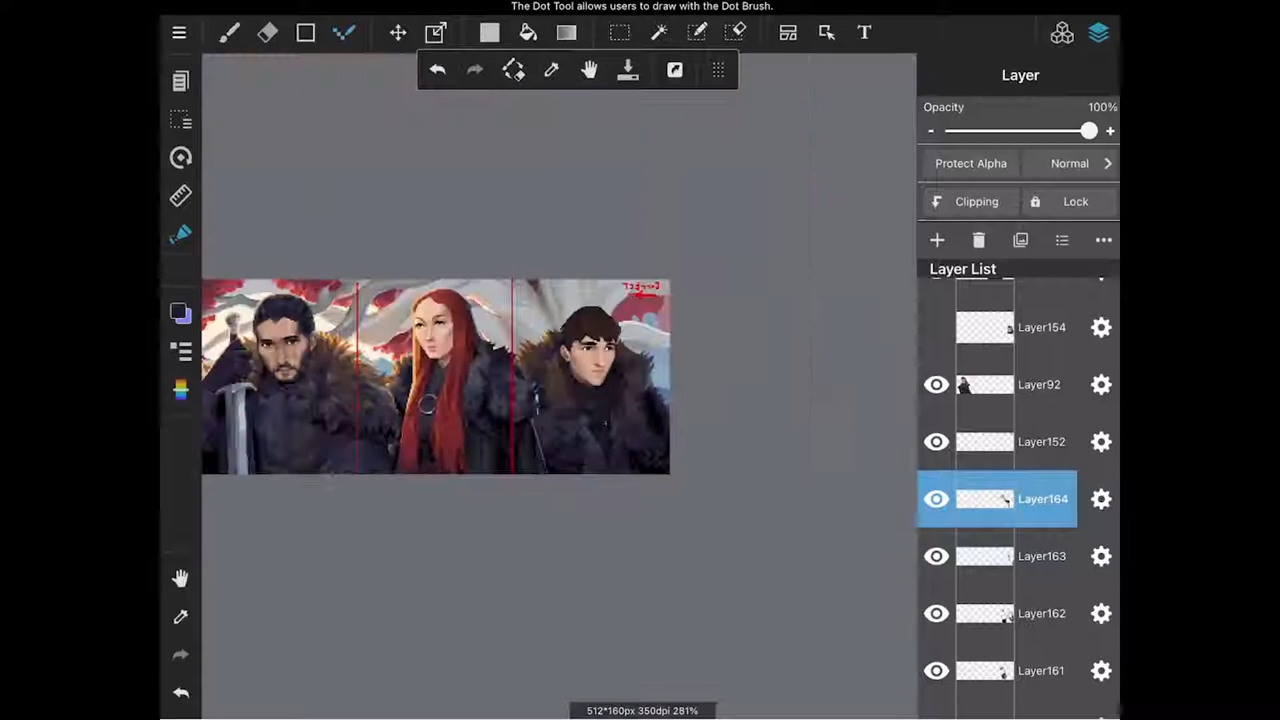 The Dot Tool allows users to draw with the Dot Brush.
T
Layer
Opacity 100%
- +
Protect Alpha Normal
Clipping Lock
Layer List
Layer154
Layer92
Layer152
Layer164
Layer163
Layer162
Layer161
512*160px 350dpi 281%